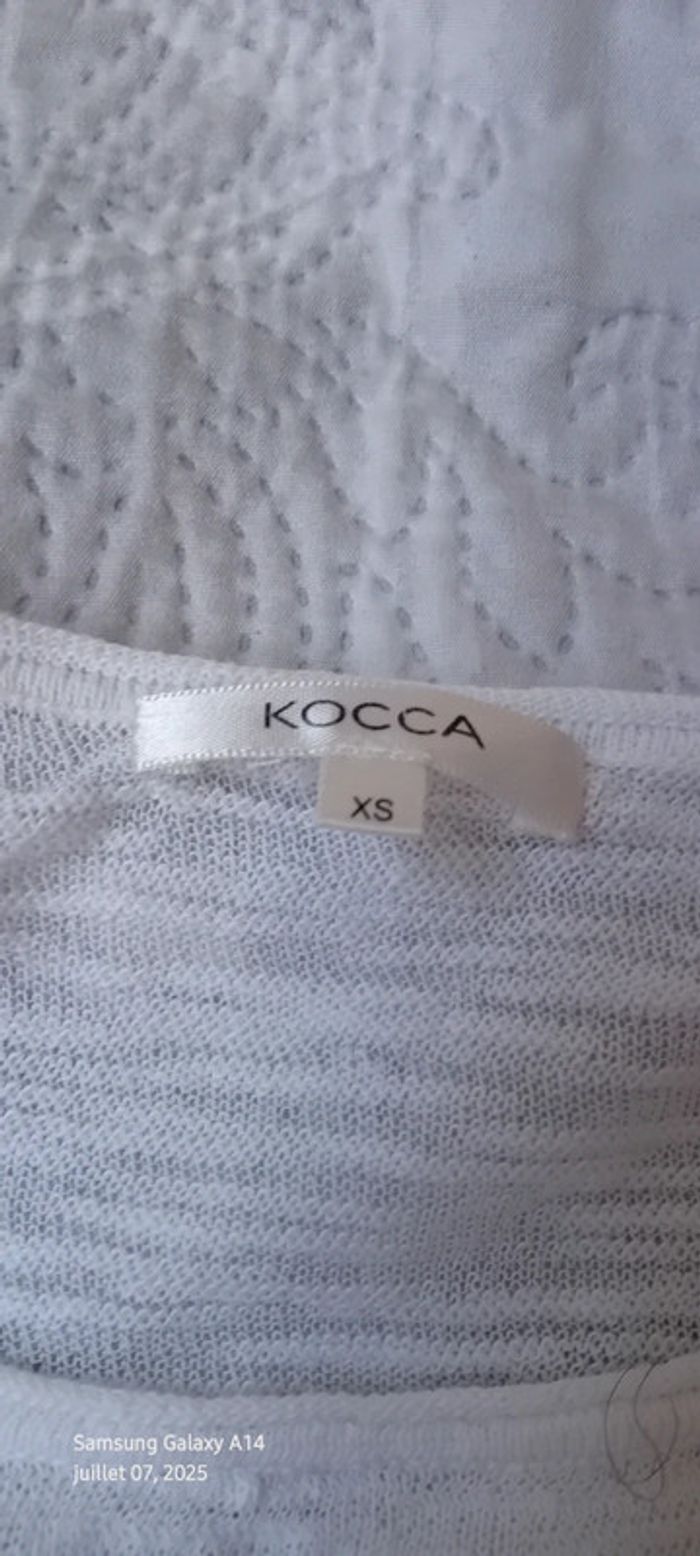 KOCCA
XS
Samsung Galaxy A14
juillet 07, 2025